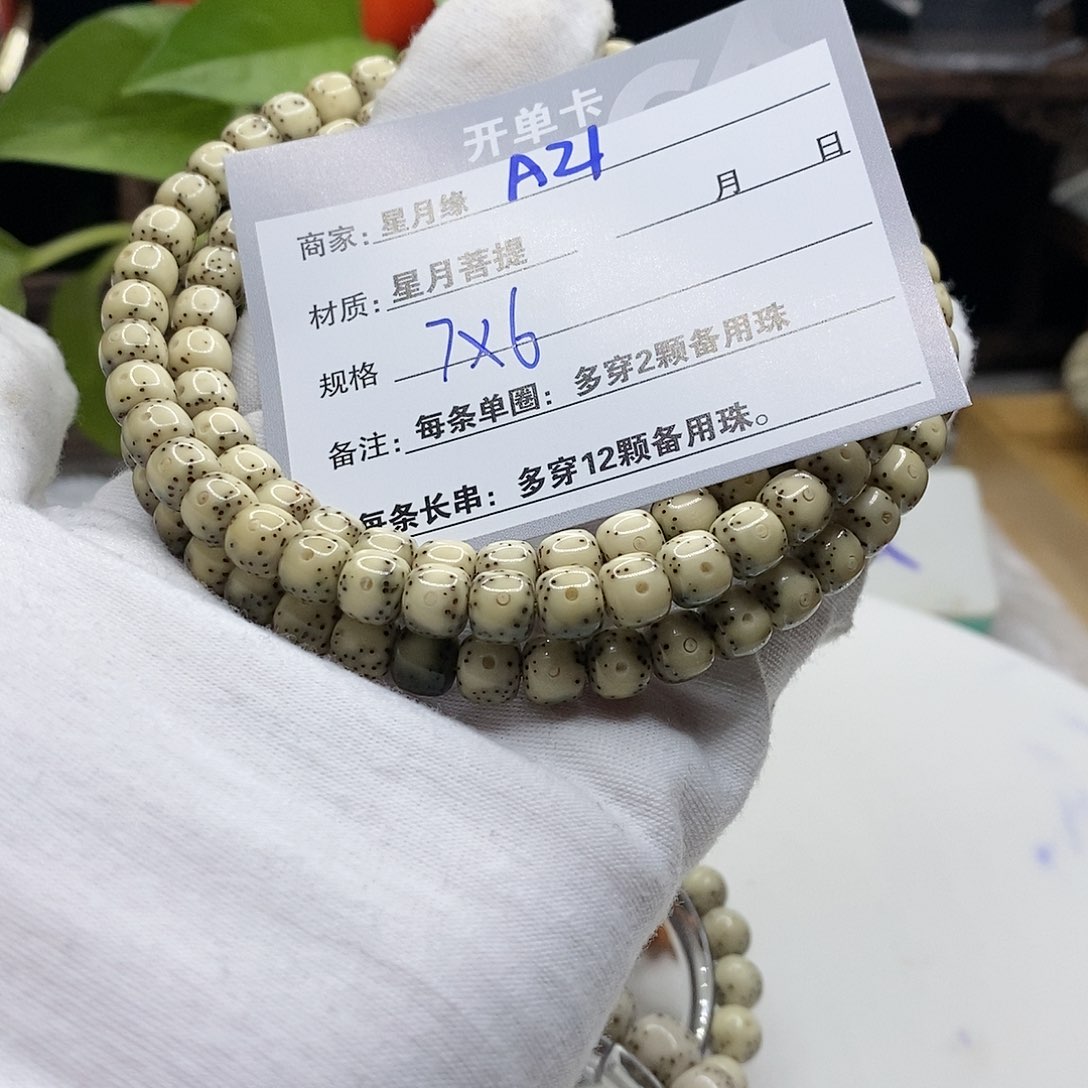 开单卡
商家:星月缘 A21
月 日
材质:星月菩提
规格 7×6
备注:每条单圈:多穿2颗备用珠
每条长串:多穿12颗备用珠。